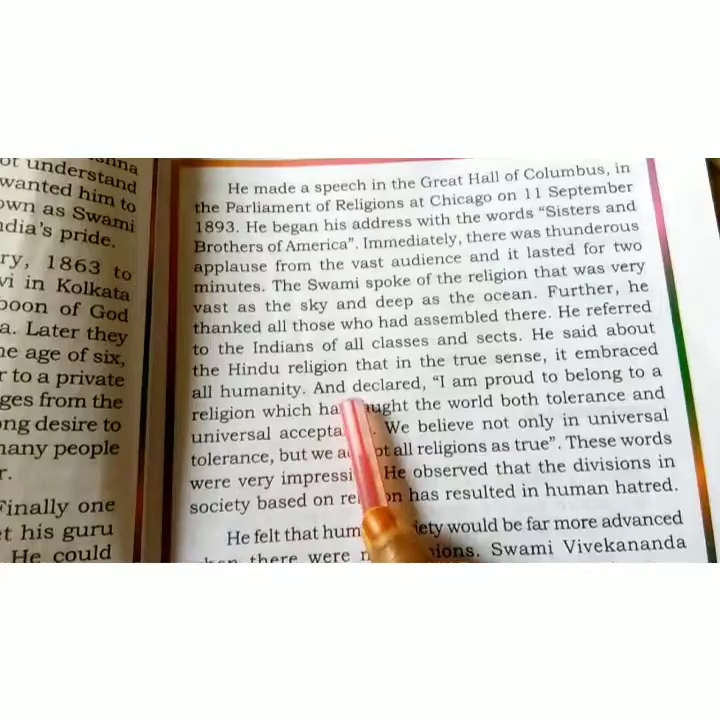 ot understand
wanted him to
own as Swami
ndia's pride.
ry, 1863 to
vi in Kolkata
boon of God
a. Later they
he age of six,
r to a private
ges from the
ong desire to
many people
r.
Finally one
et his guru
He could
He made a speech in the Great Hall of Columbus, in
the Parliament of Religions at Chicago on 11 September
1893. He began his address with the words "Sisters and
Brothers of America". Immediately, there was thunderous
applause from the vast audience and it lasted for two
minutes. The Swami spoke of the religion that was very
vast as the sky and deep as the ocean. Further, he
thanked all those who had assembled there. He referred
to the Indians of all classes and sects. He said about
the Hindu religion that in the true sense, it embraced
all humanity. And declared, "I am proud to belong to a
religion which ha ught the world both tolerance and
universal accepta . We believe not only in universal
tolerance, but we a pt all religions as true". These words
were very impressi He observed that the divisions in
society based on re on has resulted in human hatred.
He felt that hum iety would be far more advanced
there were n ions. Swami Vivekananda